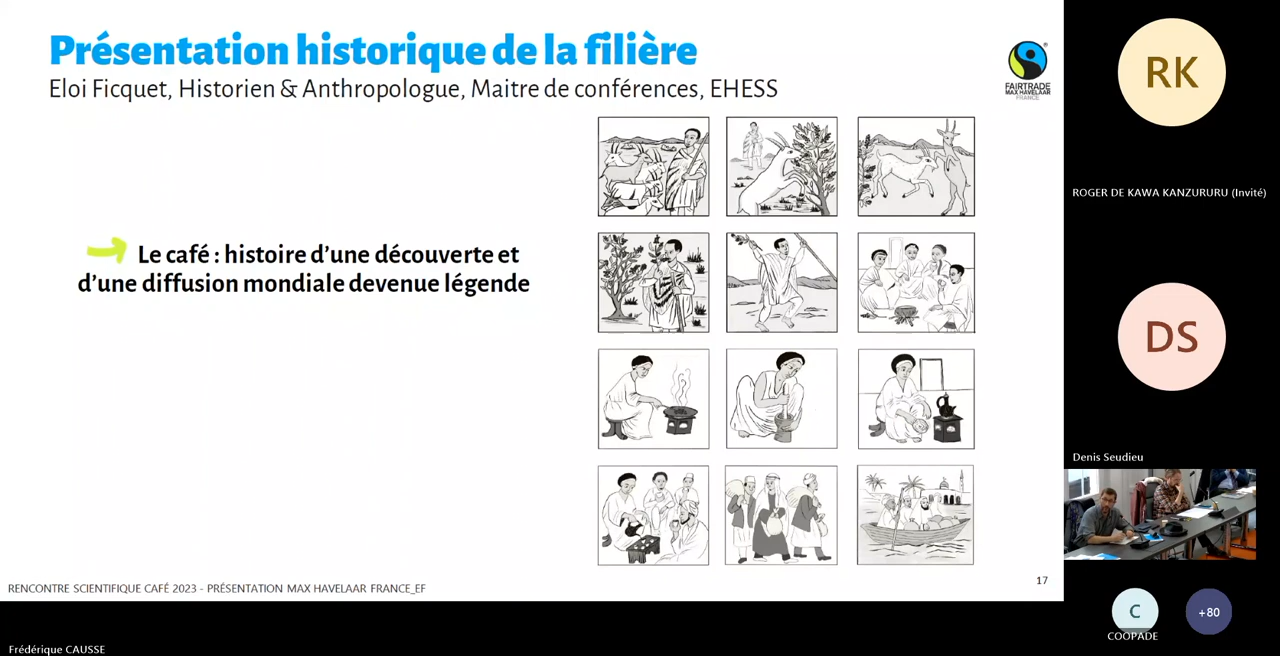 Présentation historique de la filière
Eloi Ficquet, Historien & Anthropologue, Maitre de conférences, EHESS
FAIRTRADE
MAX HAVELAAR
FRANCE
Le café : histoire d'une découverte et
d'une diffusion mondiale devenue légende
17
RENCONTRE SCIENTIFIQUE CAFÉ 2023 - PRÉSENTATION MAX HAVELAAR FRANCE_EF
Frédérique CAUSSE
RK
ROGER DE KAWA KANZURURU (Invité)
DS
Denis Seudieu
C
COOPADE
+80